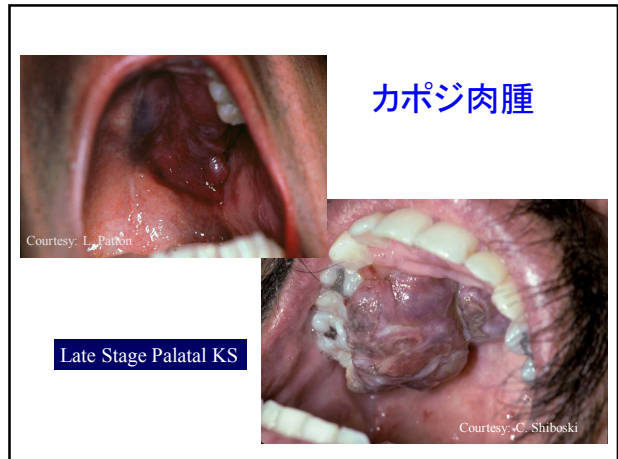 カポジ肉腫
Courtesy: L. Patton
Late Stage Palatal KS
Courtesy: C. Shiboski